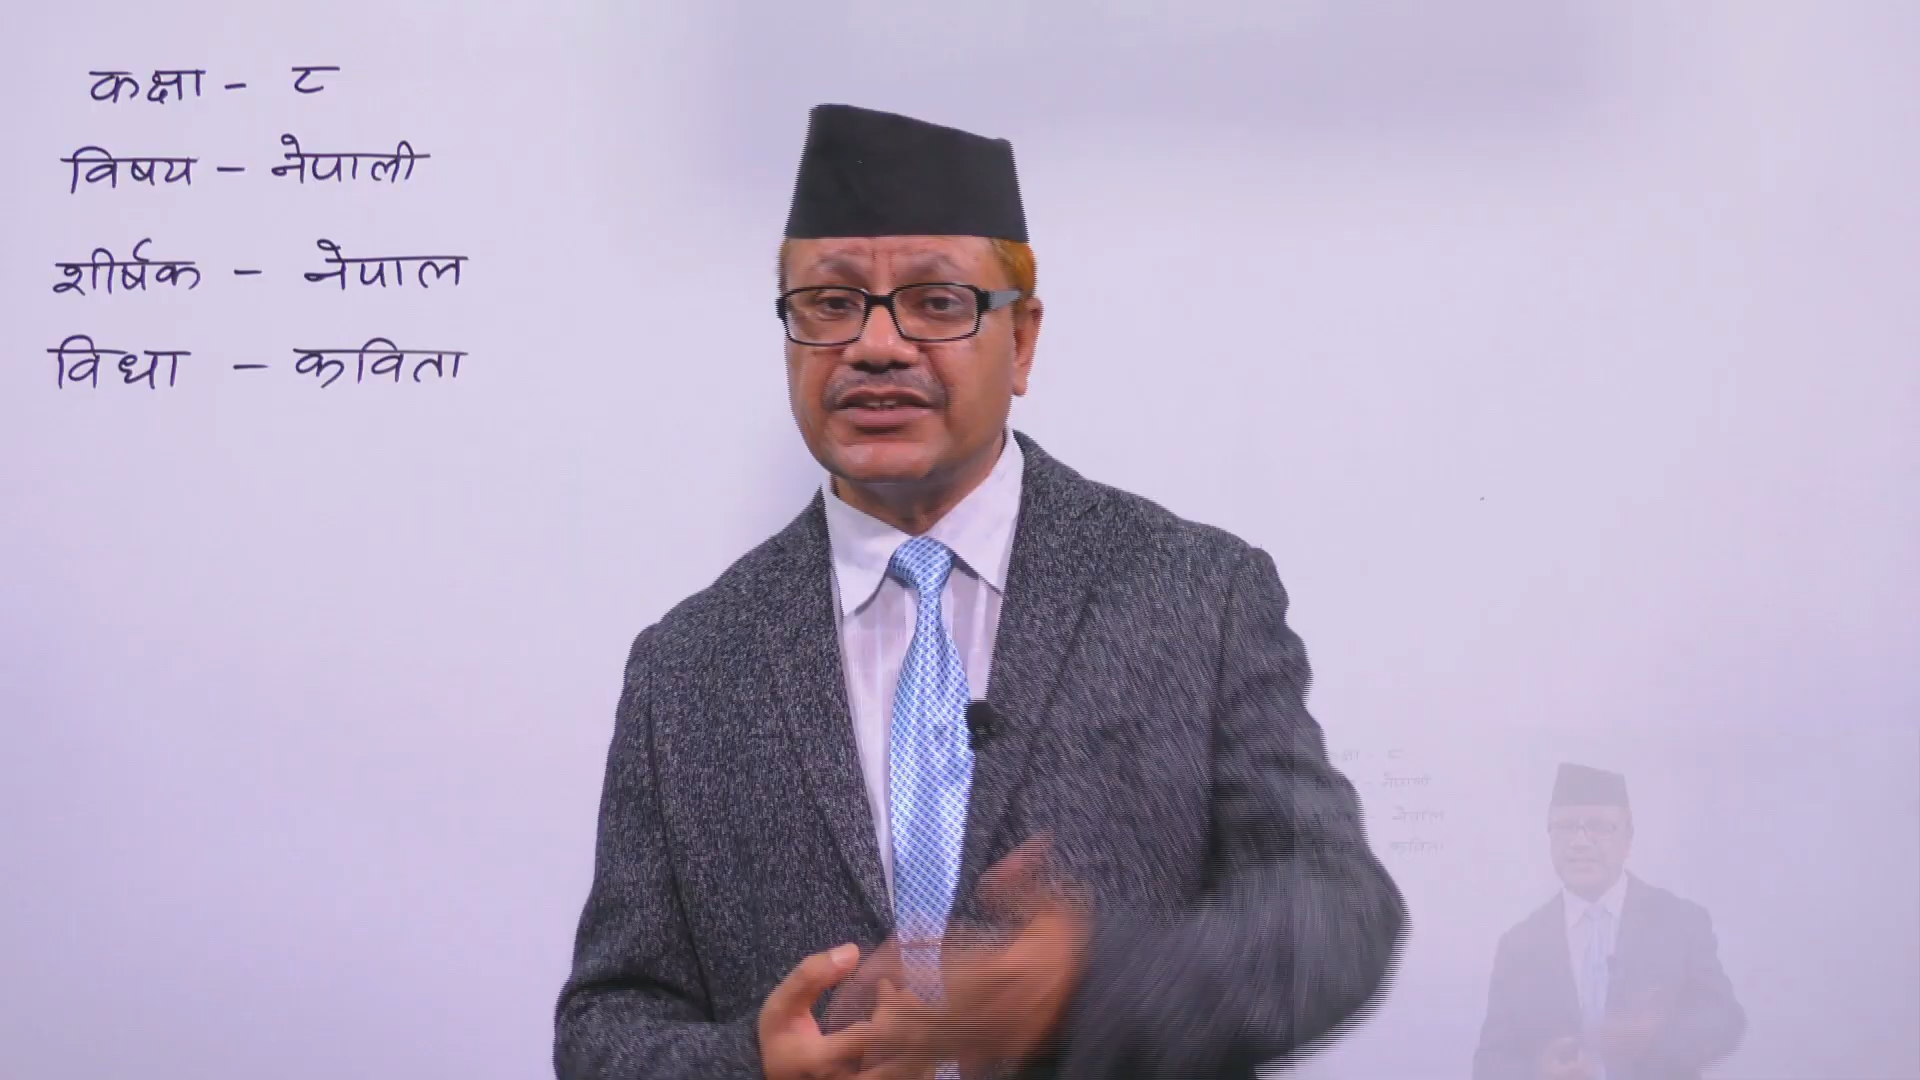 कक्षा - ८
विषय - नेपाली
शीर्षक - नेपाल
विधा - कविता